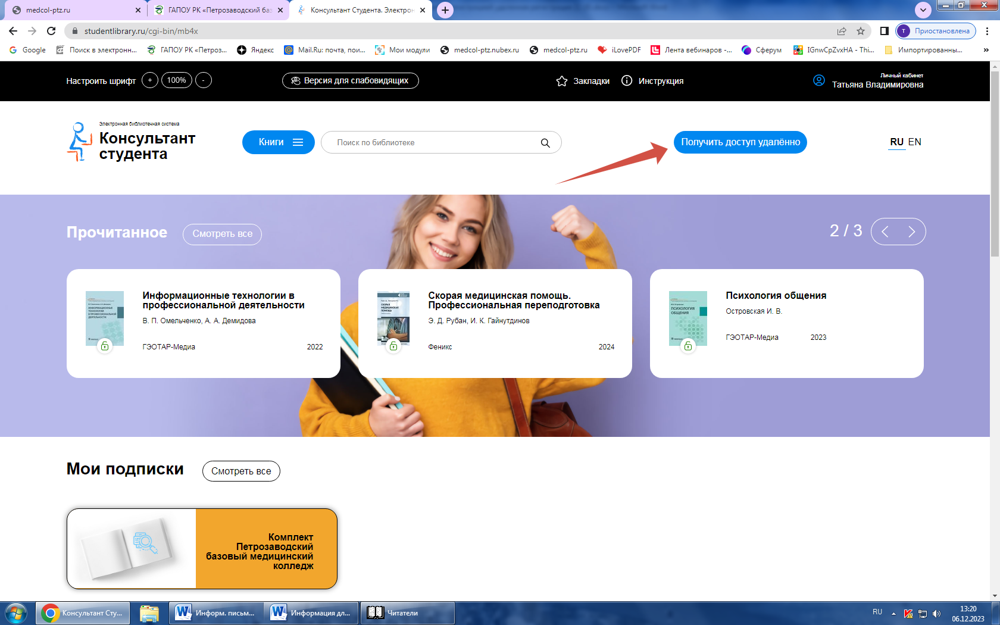 medcol-ptz.ru
ГАПОУ РК «Петрозаводский баз
Консультант Студента. Электрон
studentlibrary.ru/cgi-bin/mb4x
Т
Приостановлена
Google
Поиск в электронн...
ГАПОУ РК «Петроз...
Яндекс
Mail.Ru: почта, пои...
Мои модули
medcol-ptz.nubex.ru
medcol-ptz.ru
iLovePDF
Лента вебинаров -...
Сферум
IGnwCpZvxHA - Thi...
Импортированны...
»
Настроить шрифт
+
100%
-
Версия для слабовидящих
Закладки
Инструкция
Личный кабинет
Татьяна Владимировна
Электронная библиотечная система
Консультант
студента
Книги
Поиск по библиотеке
Получить доступ удалённо
RU EN
Прочитанное
Смотреть все
2 / 3
Информационные технологии в
профессиональной деятельности
В. П. Омельченко, А. А. Демидова
ГЭОТАР-Медиа
2022
Скорая медицинская помощь.
Профессиональная переподготовка
Э. Д. Рубан, И. К. Гайнутдинов
Феникс
2024
ПСИХОЛОГИЯ
ОБЩЕНИЯ
Психология общения
Островская И. В.
ГЭОТАР-Медиа
2023
Мои подписки
Смотреть все
Комплект
Петрозаводский
базовый медицинский
колледж
Консультант Сту...
Информ. письм...
Информация дл...
Читатели
RU
13:20
06.12.2023